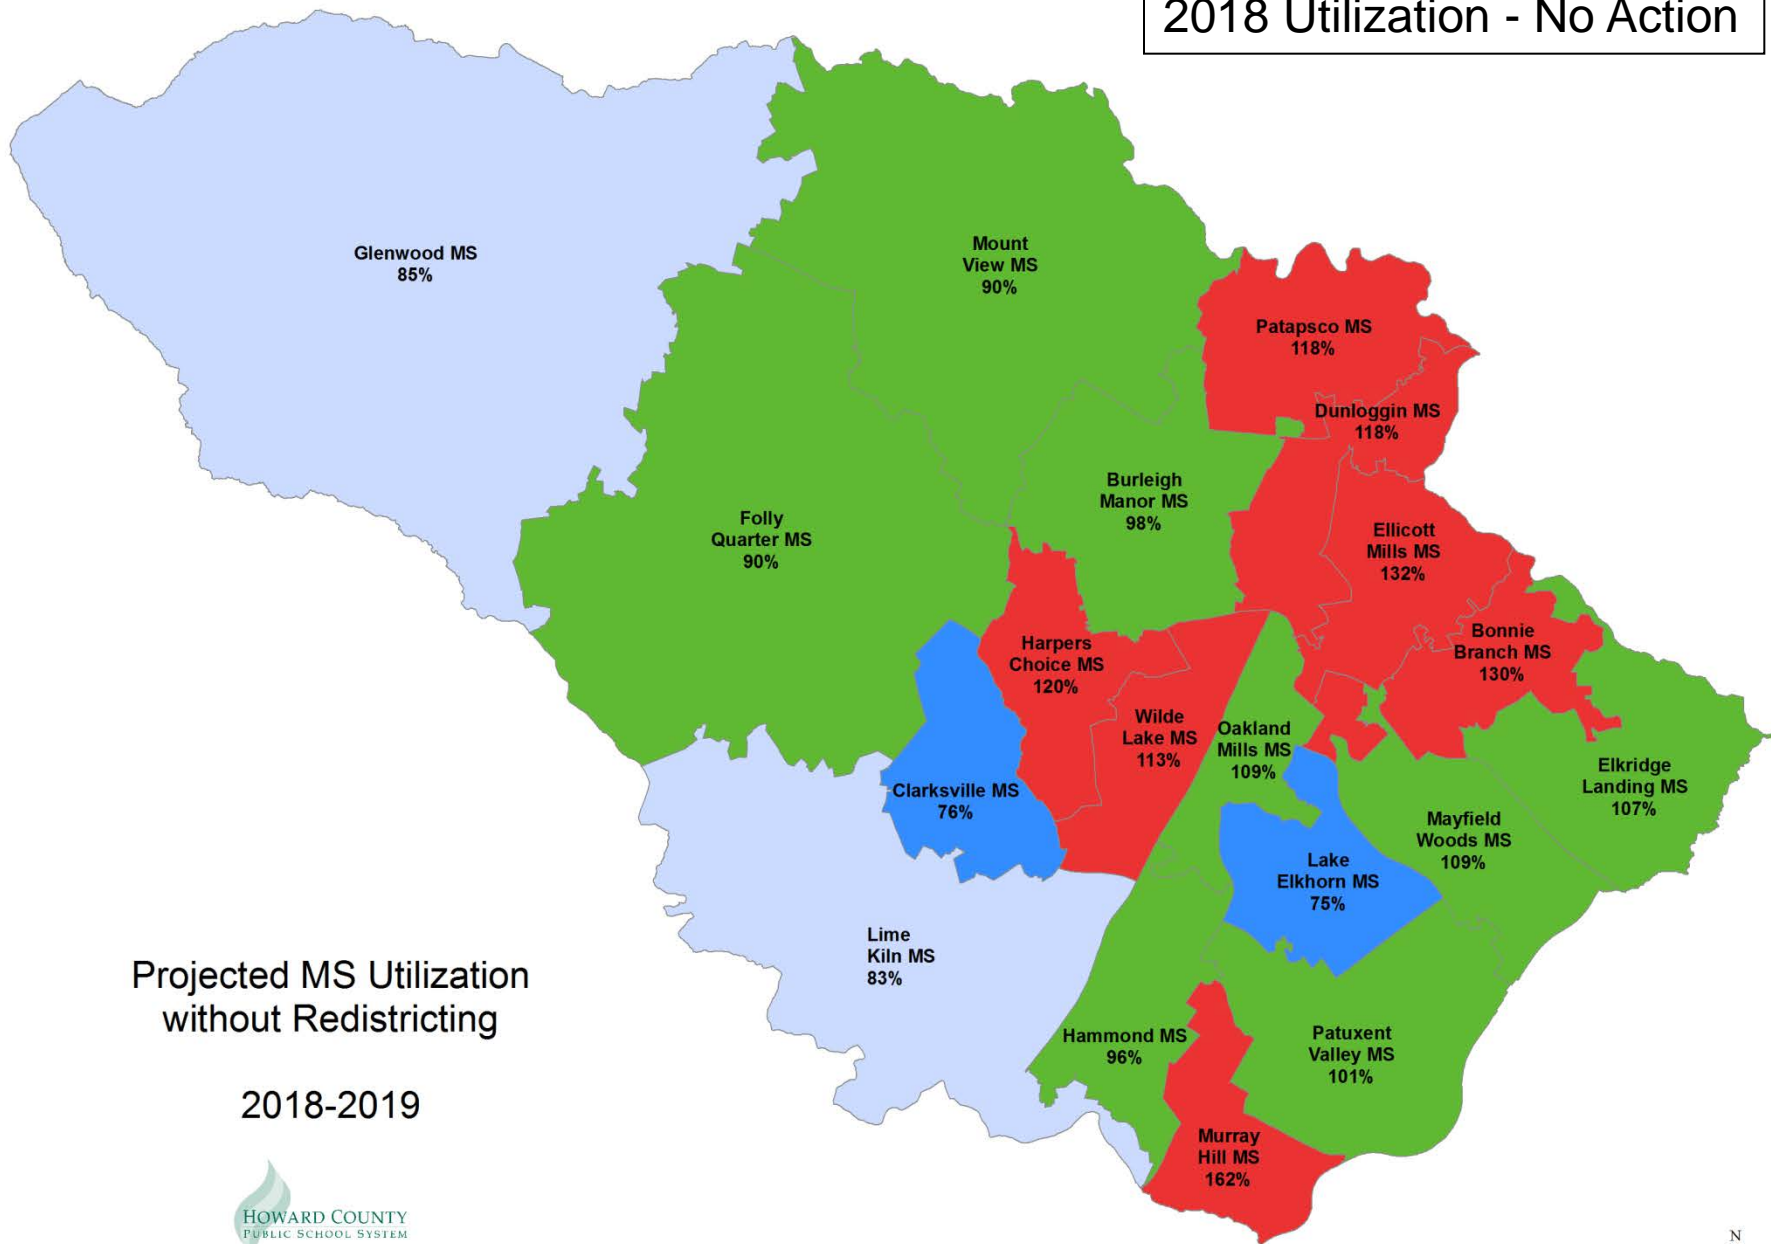 2018 Utilization - No Action
Glenwood MS
85%
Mount
View MS
90%
Patapsco MS
118%
Dunloggin MS
118%
Burleigh
Manor MS
98%
Folly
Quarter MS
90%
Ellicott
Mills MS
132%
Harpers
Choice MS
120%
Bonnie
Branch MS
130%
Wilde
Lake MS
113%
Oakland
Mills MS
109%
Elkridge
Landing MS
107%
Clarksville MS
76%
Mayfield
Woods MS
109%
Lake
Elkhorn MS
75%
Lime
Kiln MS
83%
Hammond MS
96%
Patuxent
Valley MS
101%
Murray
Hill MS
162%
Projected MS Utilization
without Redistricting
2018-2019
HOWARD COUNTY
PUBLIC SCHOOL SYSTEM
N